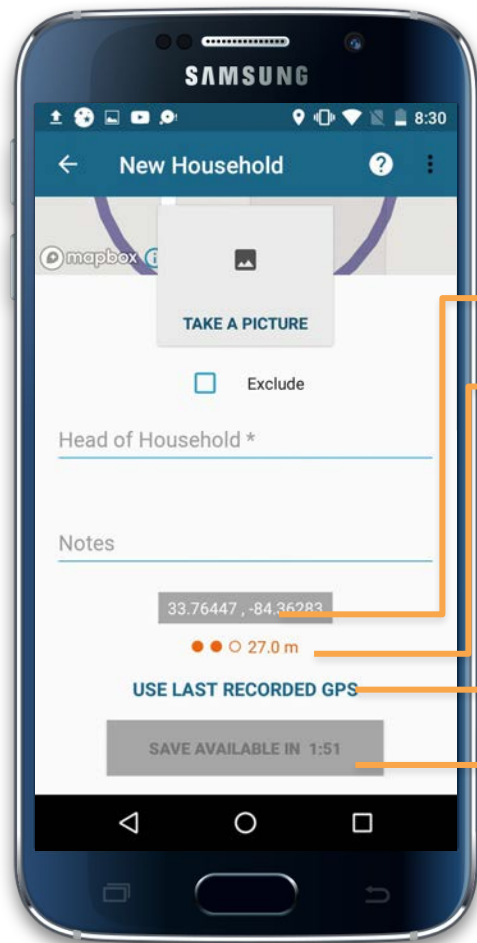 SAMSUNG
8:30
New Household
mapbox
TAKE A PICTURE
Exclude
Head of Household *
Notes
33.76447 , -84.36283
27.0 m
USE LAST RECORDED GPS
SAVE AVAILABLE IN 1:51